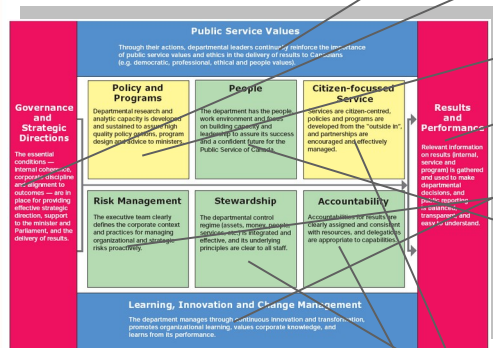 Public Service Values
Through their actions, departmental leaders continually reinforce the importance
of public service values and ethics in the delivery of results to Canadians
(e.g. democratic, professional, ethical and people values).
Governance
and
Strategic
Directions
The essential
conditions —
internal coherence,
corporate discipline
and alignment to
outcomes — are in
place for providing
effective strategic
direction, support
to the minister and
Parliament, and the
delivery of results.
Policy and
Programs
Departmental research and
analytic capacity is developed
and sustained to assure high
quality policy options, program
design and advice to ministers.
People
The department has the people,
work environment and focus
on building capacity and
leadership to assure its success
and a confident future for the
Public Service of Canada.
Citizen-focussed
Service
Services are citizen-centred,
policies and programs are
developed from the "outside in",
and partnerships are
encouraged and effectively
managed.
Risk Management
The executive team clearly
defines the corporate context
and practices for managing
organizational and strategic
risks proactively.
Stewardship
The departmental control
regime (assets, money, people,
services, etc.) is integrated and
effective, and its underlying
principles are clear to all staff.
Accountability
Accountabilities for results are
clearly assigned and consistent
with resources, and delegations
are appropriate to capabilities.
Results
and
Performance
Relevant information
on results (internal,
service and
program) is gathered
and used to make
departmental
decisions, and
public reporting
is balanced,
transparent, and
easy to understand.
Learning, Innovation and Change Management
The department manages through continuous innovation and transformation,
promotes organizational learning, values corporate knowledge, and
learns from its performance.